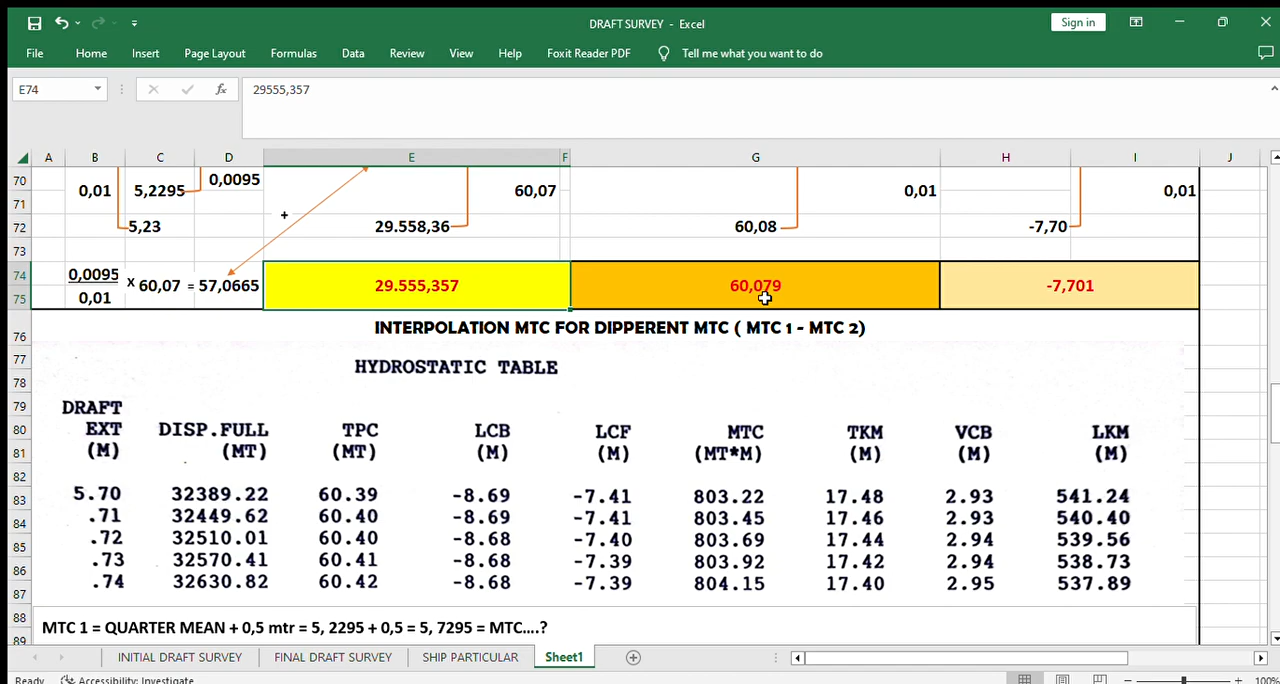 DRAFT SURVEY - Excel
Sign in
File Home Insert Page Layout Formulas Data Review View Help Foxit Reader PDF Tell me what you want to do
E74 fx 29555,357
A B C D E F G H I J
70
71 0,01 5,2295 0,0095 60,07 0,01 0,01
72 5,23 + 29.558,36 60,08 -7,70
73
74 0,0095 x 60,07 = 57,0665 29.555,357 60,079 -7,701
75 0,01
76 INTERPOLATION MTC FOR DIPPERENT MTC ( MTC 1 - MTC 2)
77 HYDROSTATIC TABLE
78
79 DRAFT
80 EXT DISP.FULL TPC LCB LCF MTC TKM VCB LKM
81 (M) (MT) (MT) (M) (M) (MT*M) (M) (M) (M)
82
83 5.70 32389.22 60.39 -8.69 -7.41 803.22 17.48 2.93 541.24
84 .71 32449.62 60.40 -8.69 -7.41 803.45 17.46 2.93 540.40
85 .72 32510.01 60.40 -8.68 -7.40 803.69 17.44 2.94 539.56
86 .73 32570.41 60.41 -8.68 -7.39 803.92 17.42 2.94 538.73
87 .74 32630.82 60.42 -8.68 -7.39 804.15 17.40 2.95 537.89
88 MTC 1 = QUARTER MEAN + 0,5 mtr = 5, 2295 + 0,5 = 5, 7295 = MTC....?
89
INITIAL DRAFT SURVEY FINAL DRAFT SURVEY SHIP PARTICULAR Sheet1
Ready Accessibility: Investigate 100%